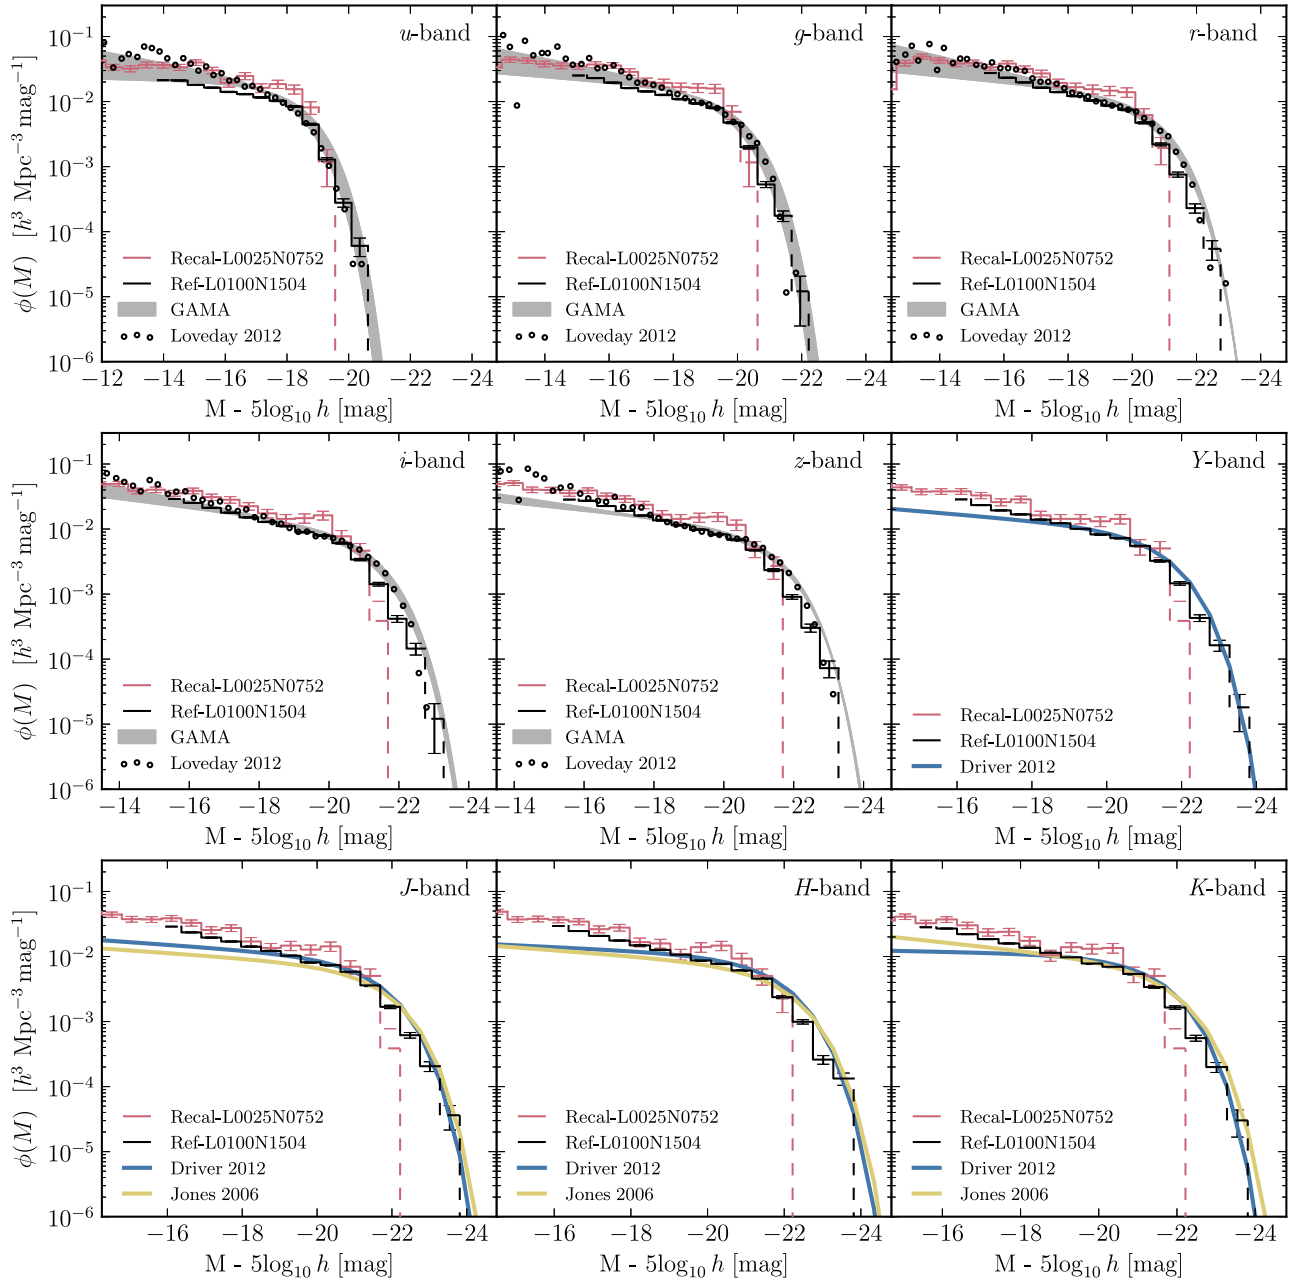 u-band
g-band
r-band
10⁻¹
10⁻²
10⁻³
10⁻⁴
10⁻⁵
10⁻⁶
ϕ(M) [h³ Mpc⁻³ mag⁻¹]
Recal-L0025N0752
Ref-L0100N1504
GAMA
Loveday 2012
Recal-L0025N0752
Ref-L0100N1504
GAMA
Loveday 2012
Recal-L0025N0752
Ref-L0100N1504
GAMA
Loveday 2012
−12 −14 −16 −18 −20 −22 −24
−14 −16 −18 −20 −22 −24
−14 −16 −18 −20 −22 −24
M - 5log₁₀ h [mag]
M - 5log₁₀ h [mag]
M - 5log₁₀ h [mag]
i-band
z-band
Y-band
10⁻¹
10⁻²
10⁻³
10⁻⁴
10⁻⁵
10⁻⁶
ϕ(M) [h³ Mpc⁻³ mag⁻¹]
Recal-L0025N0752
Ref-L0100N1504
GAMA
Loveday 2012
Recal-L0025N0752
Ref-L0100N1504
GAMA
Loveday 2012
Recal-L0025N0752
Ref-L0100N1504
Driver 2012
−14 −16 −18 −20 −22 −24
−14 −16 −18 −20 −22 −24
−16 −18 −20 −22 −24
M - 5log₁₀ h [mag]
M - 5log₁₀ h [mag]
M - 5log₁₀ h [mag]
J-band
H-band
K-band
10⁻¹
10⁻²
10⁻³
10⁻⁴
10⁻⁵
10⁻⁶
ϕ(M) [h³ Mpc⁻³ mag⁻¹]
Recal-L0025N0752
Ref-L0100N1504
Driver 2012
Jones 2006
Recal-L0025N0752
Ref-L0100N1504
Driver 2012
Jones 2006
Recal-L0025N0752
Ref-L0100N1504
Driver 2012
Jones 2006
−16 −18 −20 −22 −24
−16 −18 −20 −22 −24
−16 −18 −20 −22 −24
M - 5log₁₀ h [mag]
M - 5log₁₀ h [mag]
M - 5log₁₀ h [mag]